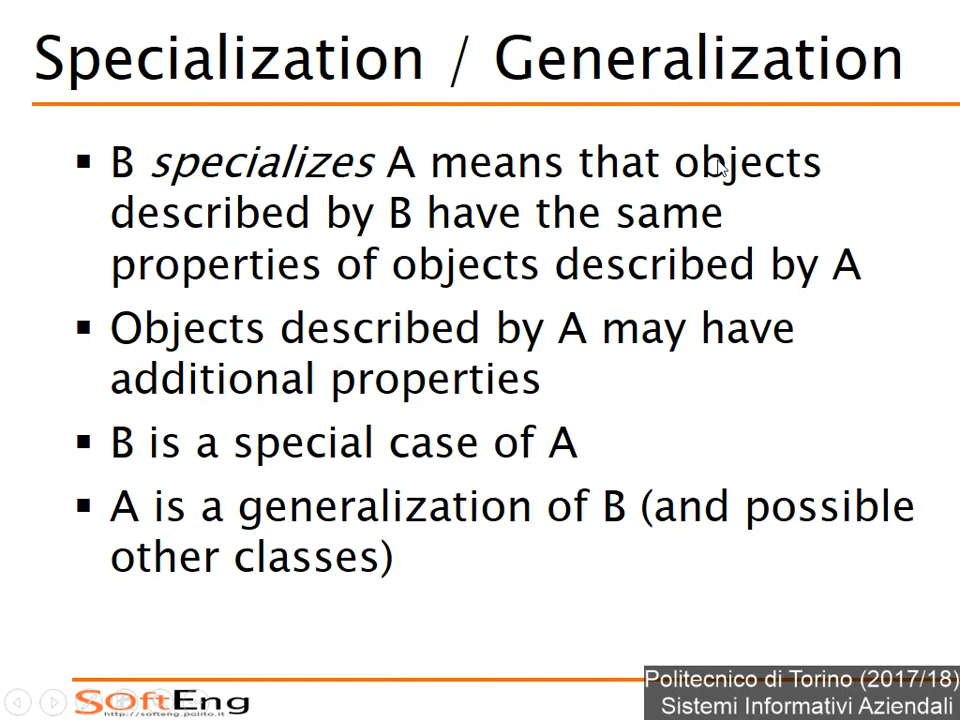 Specialization / Generalization
▪ B specializes A means that objects
described by B have the same
properties of objects described by A
▪ Objects described by A may have
additional properties
▪ B is a special case of A
▪ A is a generalization of B (and possible
other classes)
SoftEng
http://softeng.polito.it
Politecnico di Torino (2017/18)
Sistemi Informativi Aziendali